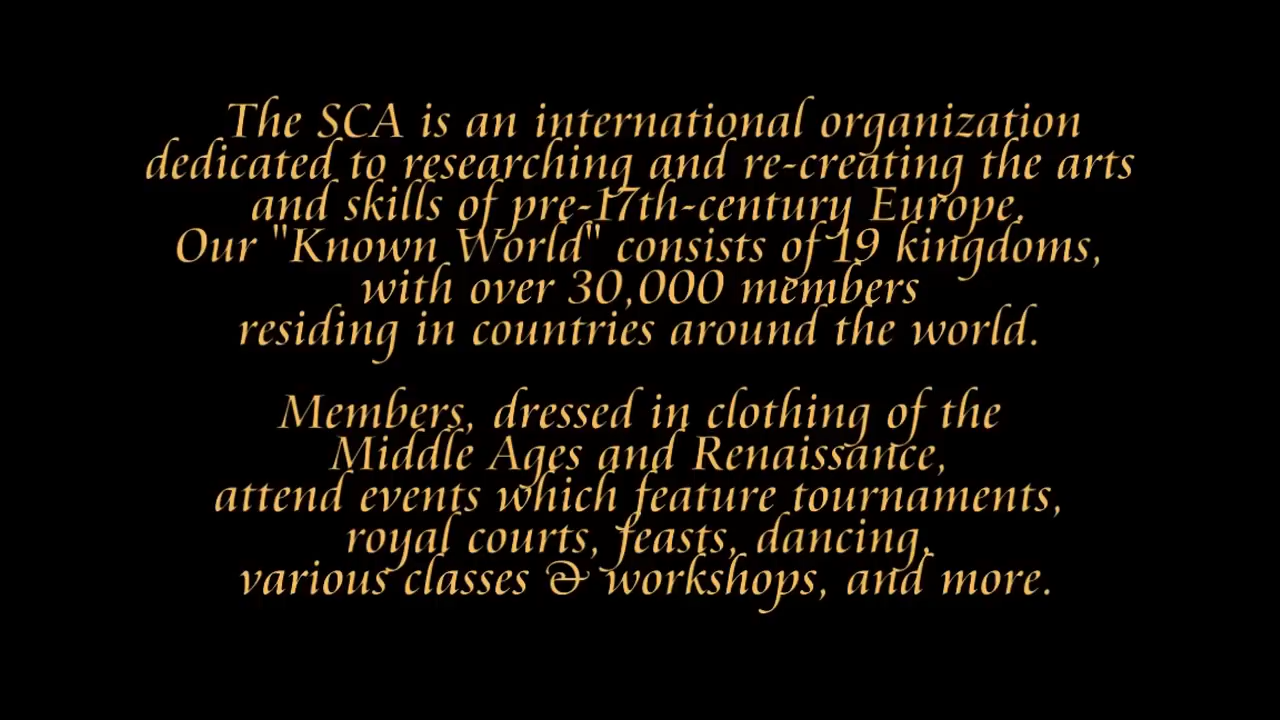 The SCA is an international organization
dedicated to researching and re-creating the arts
and skills of pre-17th-century Europe.
Our "Known World" consists of 19 kingdoms,
with over 30,000 members
residing in countries around the world.
Members, dressed in clothing of the
Middle Ages and Renaissance,
attend events which feature tournaments,
royal courts, feasts, dancing,
various classes & workshops, and more.